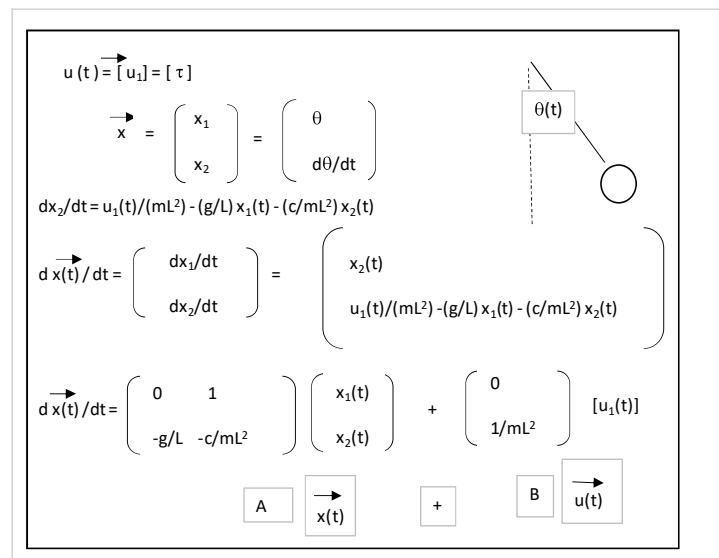 u (t) = [ u₁] = [ τ ]
θ(t)
x = x₁ = θ
x₂ dθ/dt
dx₂/dt = u₁(t)/(mL²) - (g/L) x₁(t) - (c/mL²) x₂(t)
d x(t)/ dt = dx₁/dt = x₂(t)
dx₂/dt u₁(t)/(mL²) -(g/L) x₁(t) - (c/mL²) x₂(t)
d x(t)/dt = 0 1 x₁(t) + 0 [u₁(t)]
-g/L -c/mL² x₂(t) 1/mL²
A x(t) + B u(t)